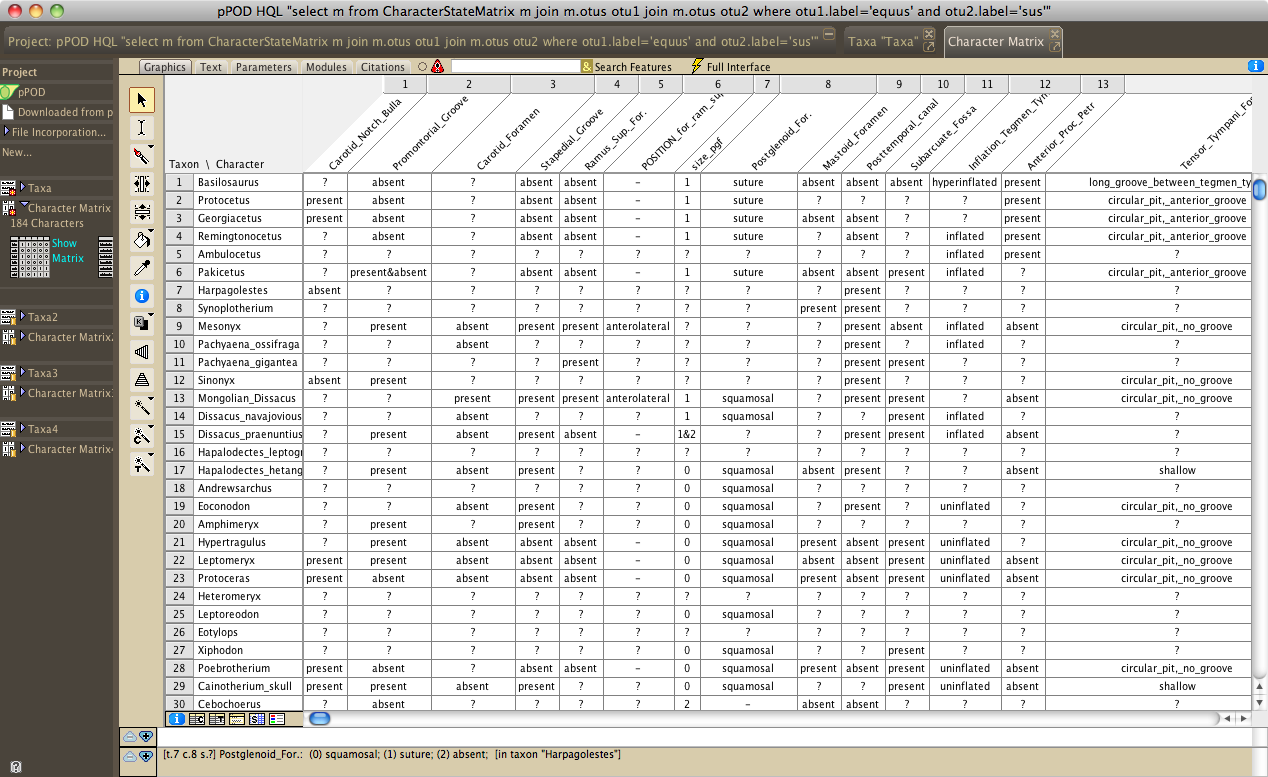 pPOD HQL "select m from CharacterStateMatrix m join m.otus otu1 join m.otus otu2 where otu1.label='equus' and otu2.label='sus'"
Project: pPOD HQL "select m from CharacterStateMatrix m join m.otus otu1 join m.otus otu2 where otu1.label='equus' and otu2.label='sus'" Taxa "Taxa" Character Matrix
Project
pPOD
Downloaded from p
File Incorporation...
New...
Taxa
Character Matrix
184 Characters
Show
Matrix
Taxa2
Character Matrix2
Taxa3
Character Matrix
Taxa4
Character Matrix
Graphics Text Parameters Modules Citations & Search Features Full Interface
1 2 3 4 5 6 7 8 9 10 11 12 13
Carotid_Notch_Bulla Promontorial_Groove Carotid_Foramen Stapedial_Groove Ramus_Sup._For. POSITION_for_ram_sup size_pgf Postglenoid_For. Mastoid_Foramen Posttemporal_canal Subarcuate_Fossa Inflation_Tegmen_Tym Anterior_Proc_Petr Tensor_Tympani_Fo
Taxon \ Character
1 Basilosaurus ? absent ? absent absent – 1 suture absent absent absent hyperinflated present long_groove_between_tegmen_ty
2 Protocetus present absent ? absent absent – 1 suture ? ? ? ? present circular_pit,_anterior_groove
3 Georgiacetus present absent ? absent absent – 1 suture absent absent ? ? present circular_pit,_anterior_groove
4 Remingtonocetus ? absent ? absent absent – 1 suture ? absent ? inflated present circular_pit,_anterior_groove
5 Ambulocetus ? ? ? ? ? ? ? ? ? ? ? inflated present ?
6 Pakicetus ? present&absent ? absent absent – 1 suture absent absent present inflated ? circular_pit,_anterior_groove
7 Harpagolestes absent ? ? ? ? ? ? ? ? present ? ? ? ?
8 Synoplotherium ? ? ? ? ? ? ? ? present present ? ? ? ?
9 Mesonyx ? present absent present present anterolateral ? ? ? present absent inflated absent circular_pit,_no_groove
10 Pachyaena_ossifraga ? ? absent ? ? ? ? ? ? present ? inflated ? ?
11 Pachyaena_gigantea ? ? ? ? present ? ? ? ? present present ? ? ?
12 Sinonyx absent present ? ? ? ? ? ? ? present ? ? ? circular_pit,_no_groove
13 Mongolian_Dissacus ? present present present present anterolateral 1 squamosal ? present present ? absent circular_pit,_no_groove
14 Dissacus_navajovious ? ? absent ? ? ? 1 squamosal ? ? present inflated ? ?
15 Dissacus_praenuntius ? present absent present absent – 1&2 ? ? present present inflated absent ?
16 Hapalodectes_leptog ? ? ? ? ? ? ? ? ? ? ? ? ? ?
17 Hapalodectes_hetang ? present absent present ? ? 0 squamosal absent present ? ? absent shallow
18 Andrewsarchus ? ? ? ? ? ? 0 squamosal ? ? ? ? ? ?
19 Eoconodon ? ? absent present ? ? 0 squamosal ? present ? uninflated ? circular_pit,_no_groove
20 Amphimeryx ? present ? present ? ? 0 squamosal ? ? ? ? ? ?
21 Hypertragulus ? present absent absent absent – 0 squamosal present absent present uninflated ? circular_pit,_no_groove
22 Leptomeryx present present absent absent absent – 0 squamosal absent absent present uninflated absent circular_pit,_no_groove
23 Protoceras present absent absent absent absent – 0 squamosal present absent present uninflated absent circular_pit,_no_groove
24 Heteromeryx ? ? ? ? ? ? ? ? ? ? ? ? ? ?
25 Leptoreodon ? ? ? ? ? ? 0 squamosal ? ? ? ? ? ?
26 Eotylops ? ? ? ? ? ? ? ? ? ? ? ? ? ?
27 Xiphodon ? ? ? ? ? ? 0 squamosal ? ? present ? ? ?
28 Poebrotherium present absent ? absent absent – 0 squamosal present absent present uninflated absent circular_pit,_no_groove
29 Cainotherium_skull present present absent present ? ? 0 squamosal ? ? present uninflated absent shallow
30 Cebochoerus ? absent ? ? ? ? 2 – absent absent ? ? ? ?
[t.7 c.8 s.?] Postglenoid_For.: (0) squamosal; (1) suture; (2) absent; [in taxon "Harpagolestes"]